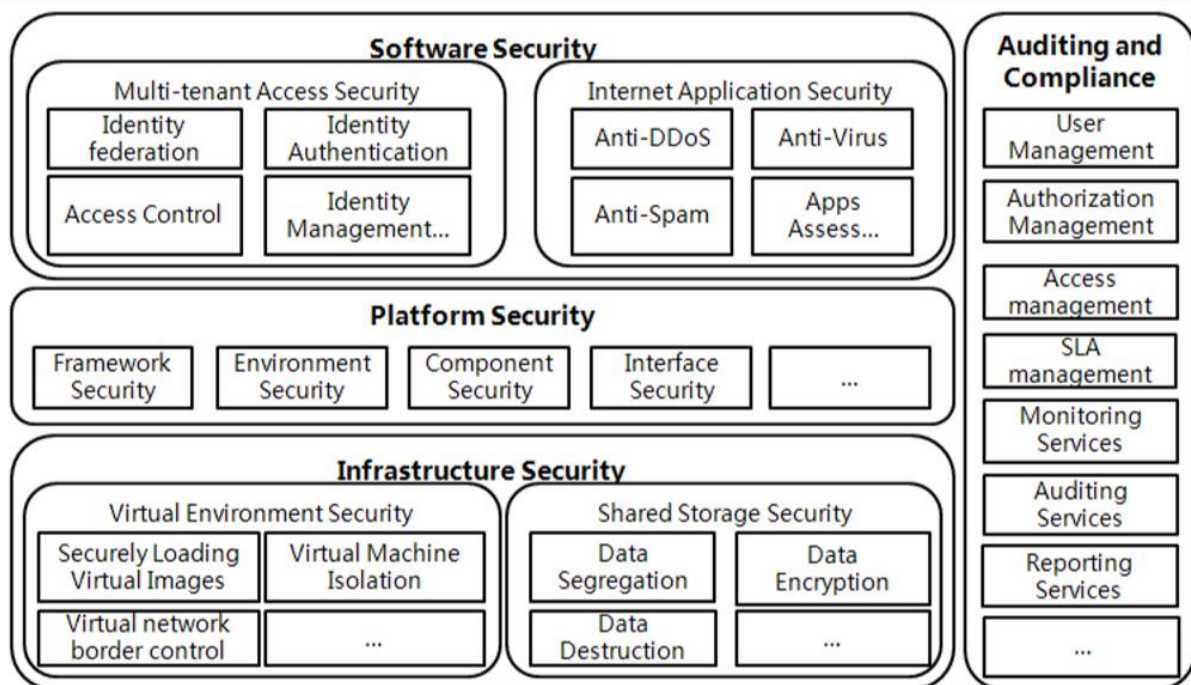 Software Security
Multi-tenant Access Security
Identity
federation
Identity
Authentication
Access Control
Identity
Management...
Internet Application Security
Anti-DDoS
Anti-Virus
Anti-Spam
Apps
Assess...
Platform Security
Framework
Security
Environment
Security
Component
Security
Interface
Security
...
Infrastructure Security
Virtual Environment Security
Securely Loading
Virtual Images
Virtual Machine
Isolation
Virtual network
border control
...
Shared Storage Security
Data
Segregation
Data
Encryption
Data
Destruction
...
Auditing and
Compliance
User
Management
Authorization
Management
Access
management
SLA
management
Monitoring
Services
Auditing
Services
Reporting
Services
...